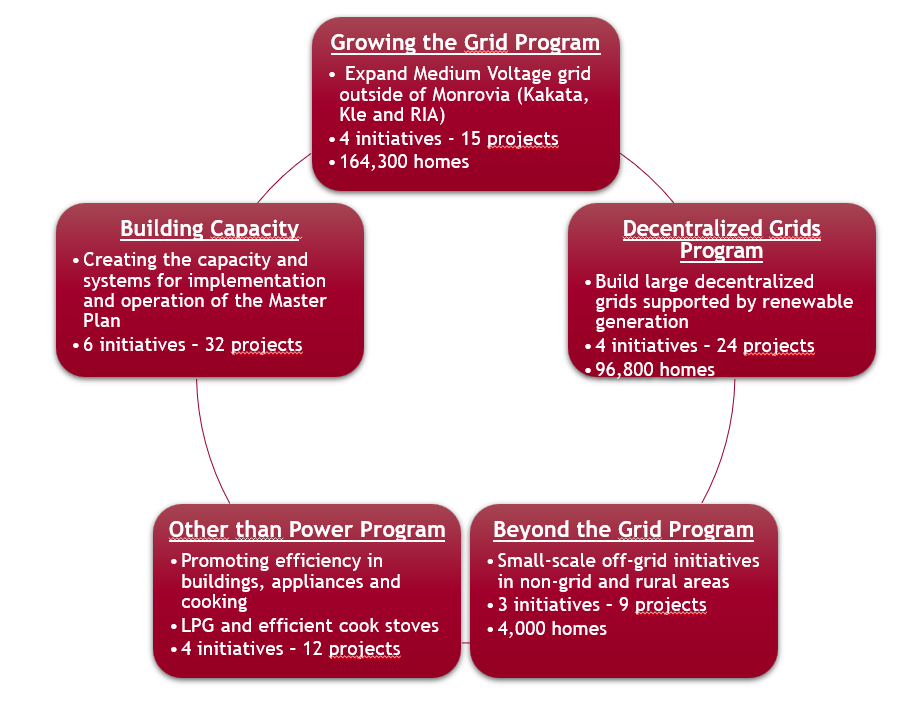 Growing the Grid Program
• Expand Medium Voltage grid
outside of Monrovia (Kakata,
Kle and RIA)
• 4 initiatives - 15 projects
• 164,300 homes
Building Capacity
• Creating the capacity and
systems for implementation
and operation of the Master
Plan
• 6 initiatives – 32 projects
Decentralized Grids
Program
• Build large decentralized
grids supported by renewable
generation
• 4 initiatives – 24 projects
• 96,800 homes
Other than Power Program
• Promoting efficiency in
buildings, appliances and
cooking
• LPG and efficient cook stoves
• 4 initiatives – 12 projects
Beyond the Grid Program
• Small-scale off-grid initiatives
in non-grid and rural areas
• 3 initiatives – 9 projects
• 4,000 homes